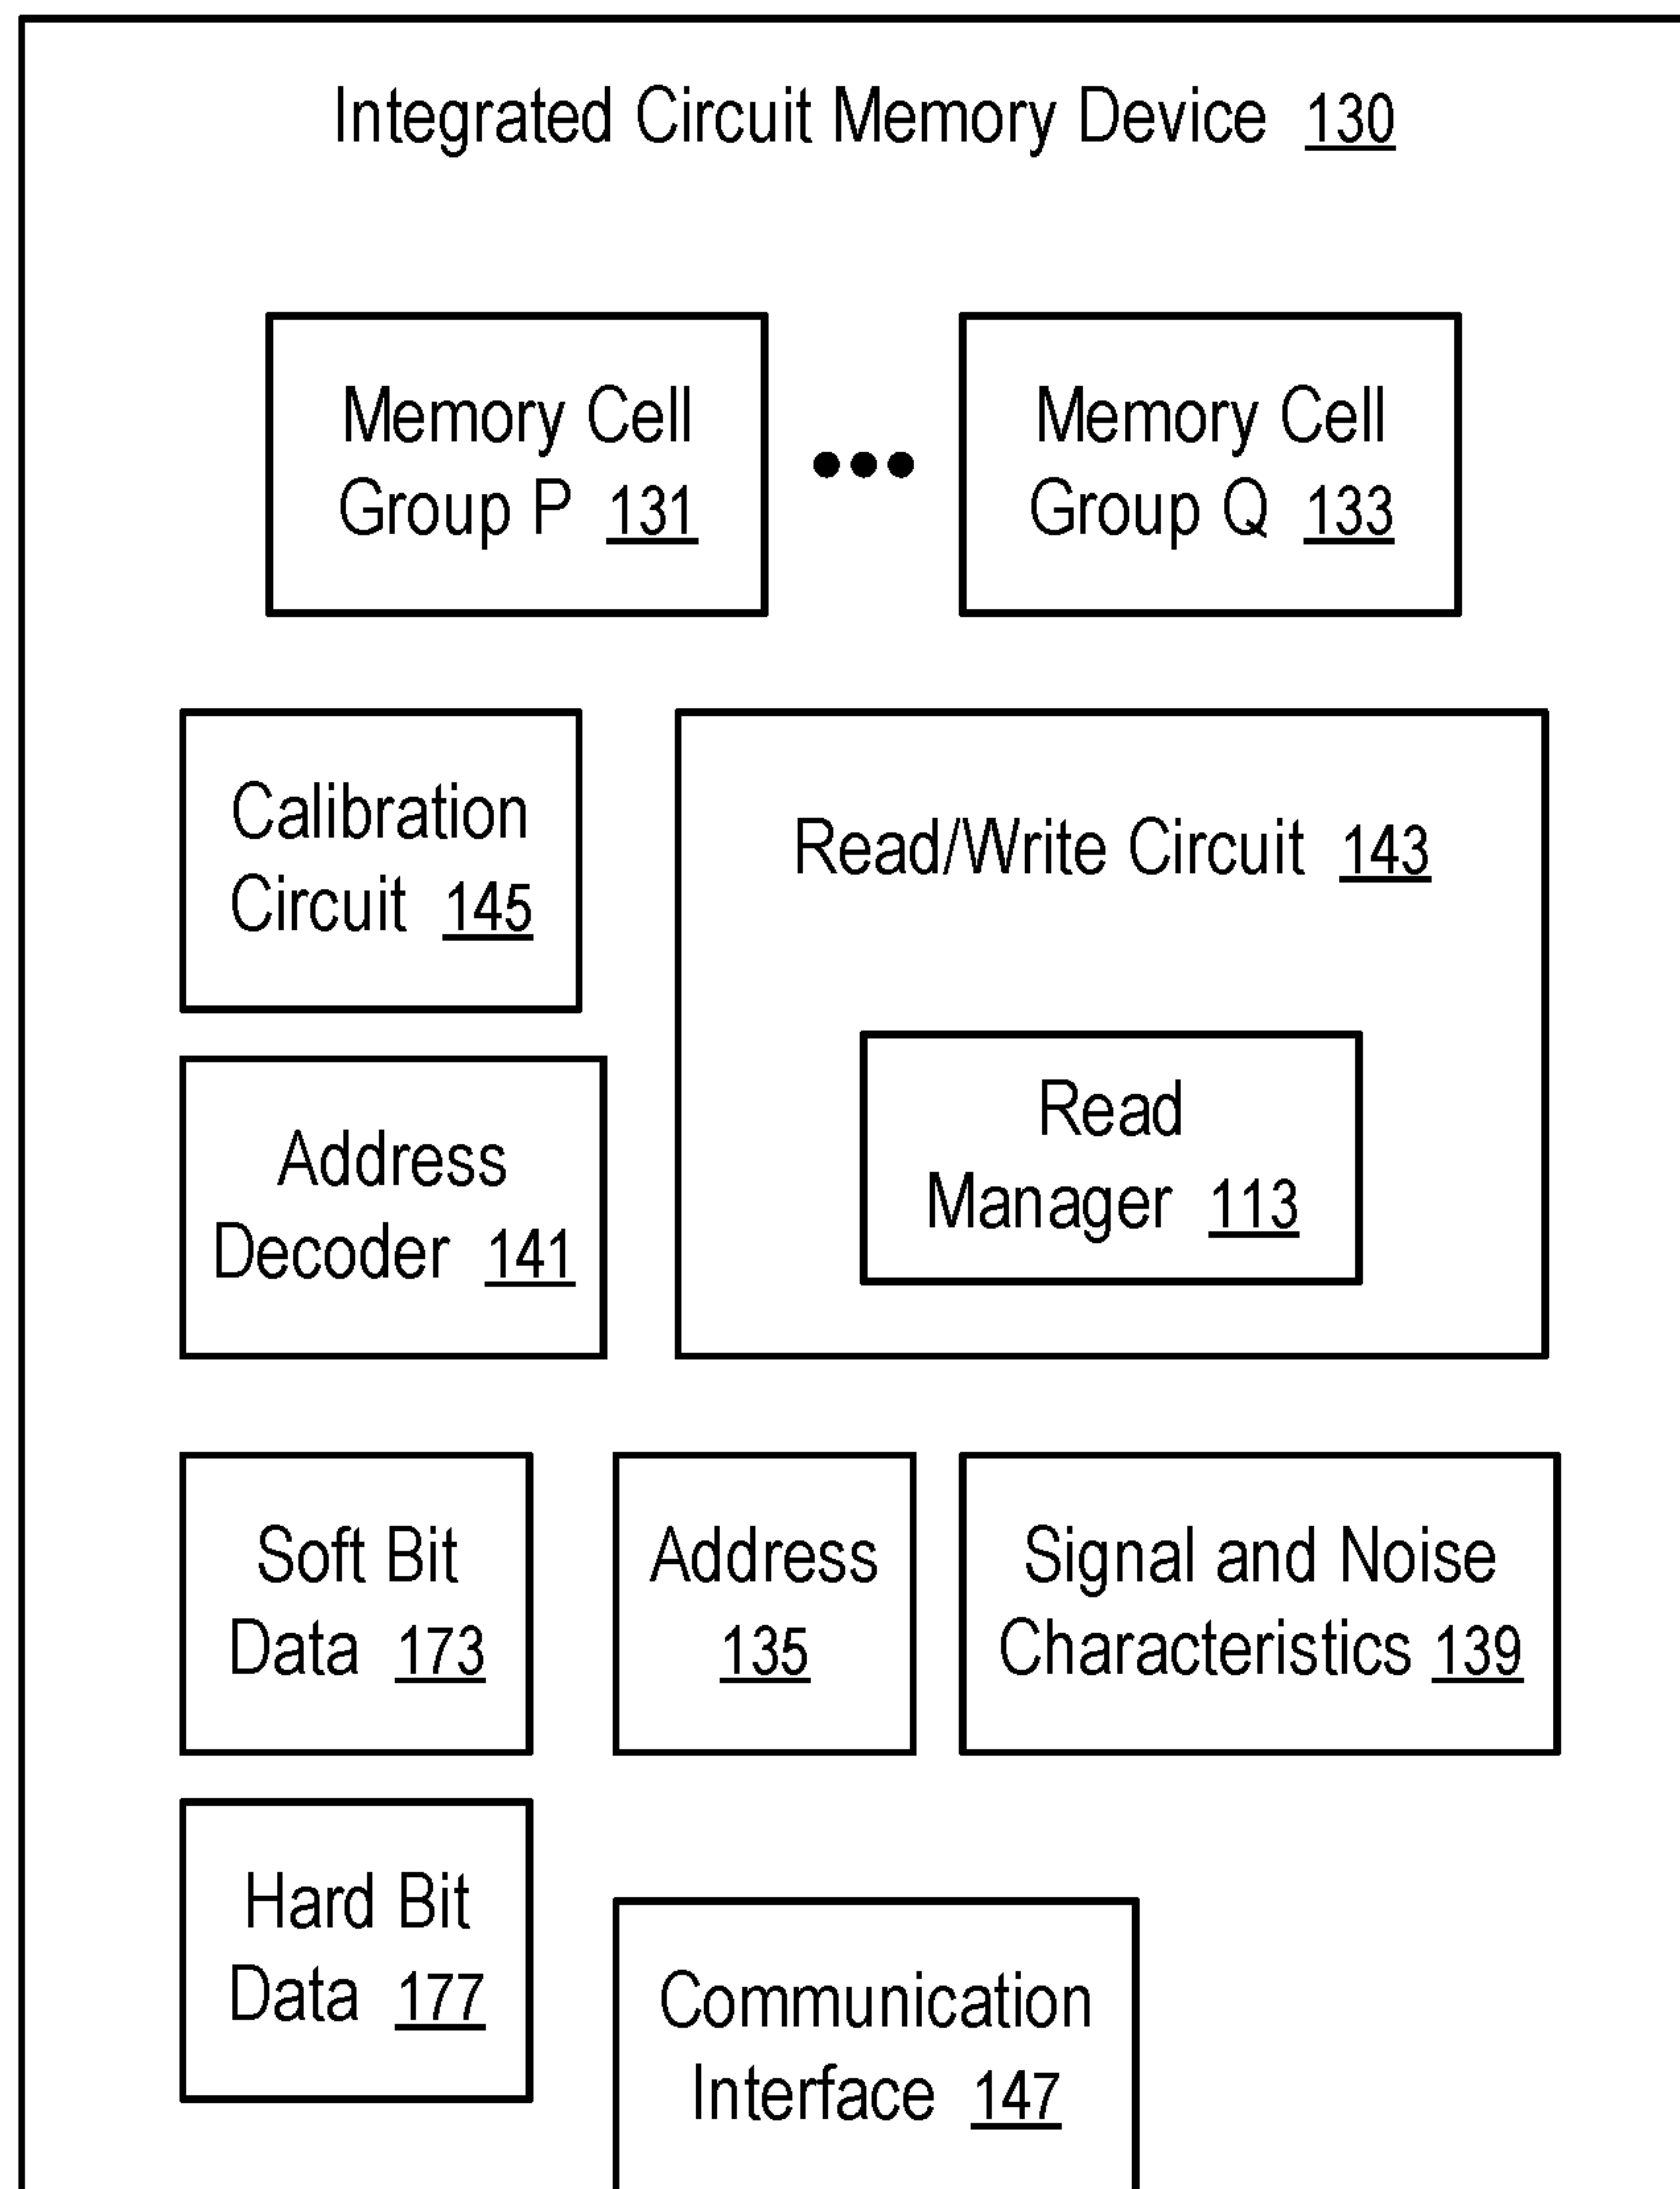 Integrated Circuit Memory Device 130
Memory Cell
Group P 131
•••
Memory Cell
Group Q 133
Calibration
Circuit 145
Read/Write Circuit 143
Read
Manager 113
Address
Decoder 141
Soft Bit
Data 173
Address
135
Signal and Noise
Characteristics 139
Hard Bit
Data 177
Communication
Interface 147